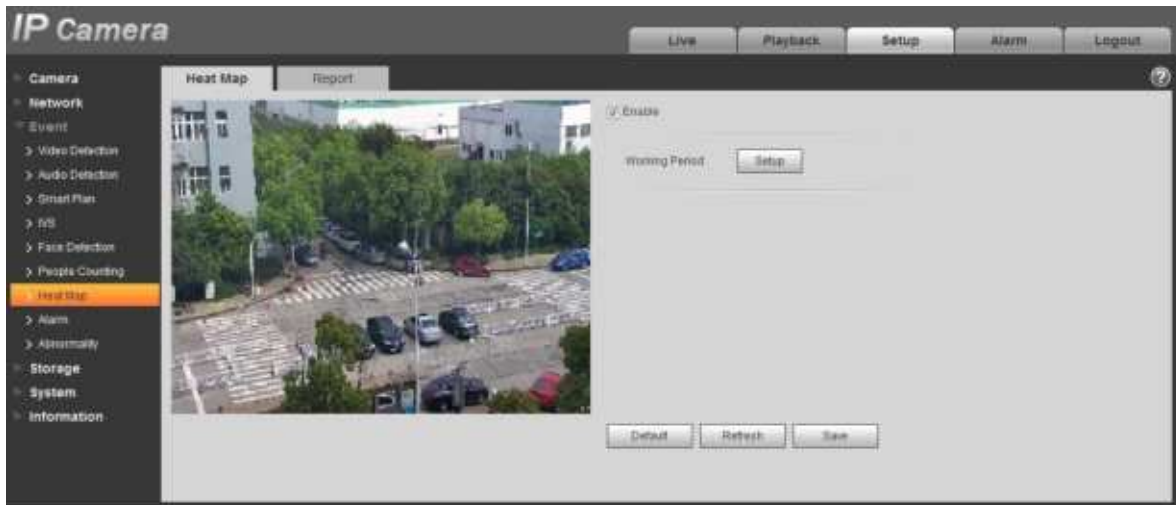 IP Camera
Live
Playback
Setup
Alarm
Logout
Camera
Network
Event
Video Detection
Audio Detection
Smart Plan
IVS
Face Detection
People Counting
Heat Map
Alarm
Abnormality
Storage
System
Information
Heat Map
Report
?
Enable
Working Period
Setup
Default
Refresh
Save